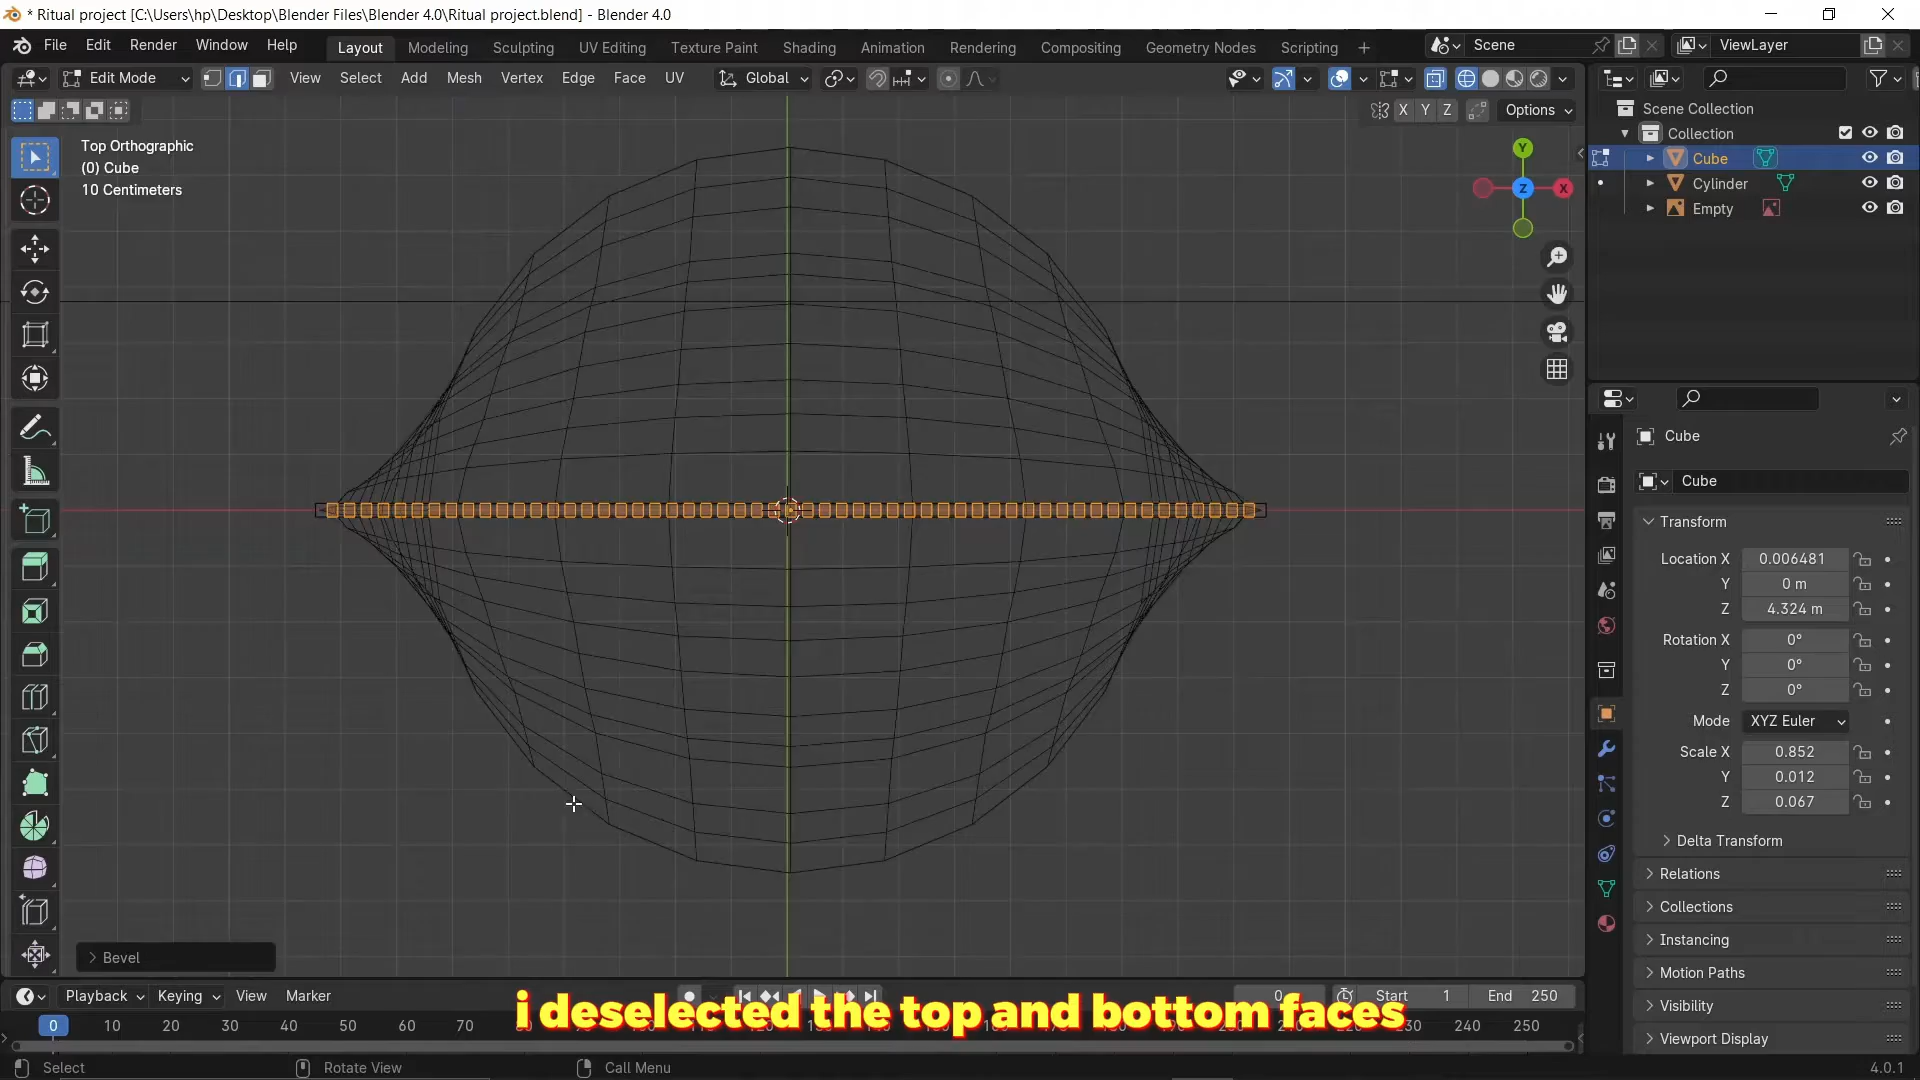 * Ritual project [C:\Users\hp\Desktop\Blender Files\Blender 4.0\Ritual project.blend] - Blender 4.0
File Edit Render Window Help Layout Modeling Sculpting UV Editing Texture Paint Shading Animation Rendering Compositing Geometry Nodes Scripting + Scene ViewLayer
Edit Mode View Select Add Mesh Vertex Edge Face UV Global
X Y Z Options
Top Orthographic
(0) Cube
10 Centimeters
Y
Z X
Scene Collection
Collection
Cube
Cylinder
Empty
Cube
Cube
Transform
Location X 0.006481
Y 0 m
Z 4.324 m
Rotation X 0°
Y 0°
Z 0°
Mode XYZ Euler
Scale X 0.852
Y 0.012
Z 0.067
Delta Transform
Relations
Collections
Instancing
Motion Paths
Visibility
Viewport Display
Bevel
Playback Keying View Marker 0 Start 1 End 250
i deselected the top and bottom faces
0 10 20 30 40 50 60 70 80 240 250
Select Rotate View Call Menu 4.0.1